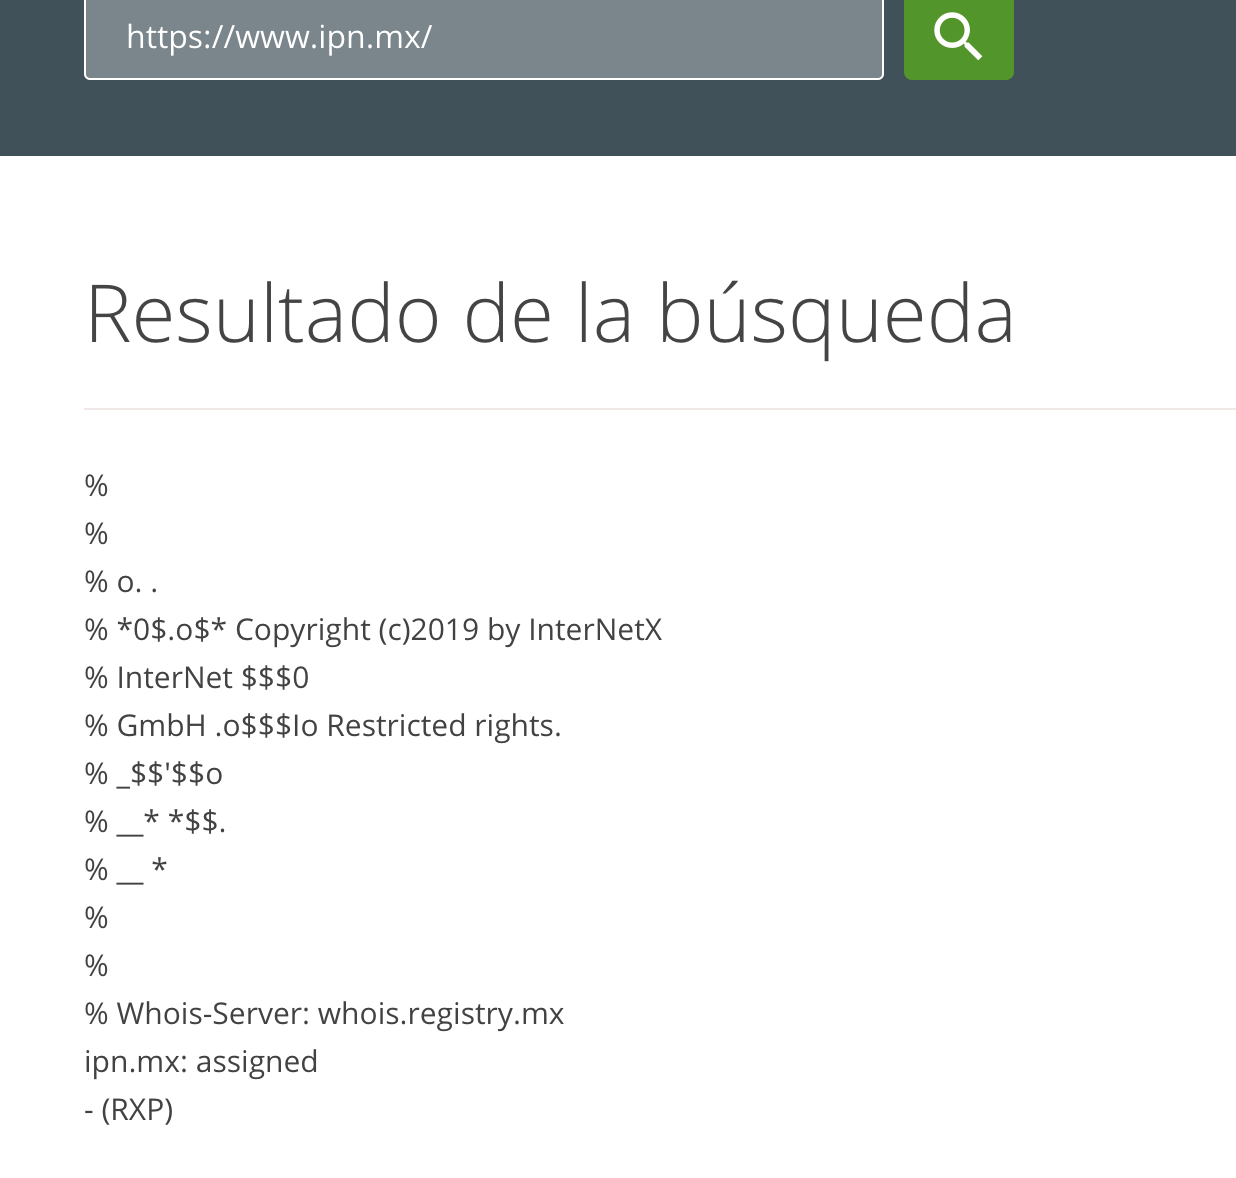 https://www.ipn.mx/
Resultado de la búsqueda
%
%
% o. .
% *0$.o$* Copyright (c)2019 by InterNetX
% InterNet $$$0
% GmbH .o$$$Io Restricted rights.
% _$$'$$o
% __* *$$.
% __ *
%
%
% Whois-Server: whois.registry.mx
ipn.mx: assigned
- (RXP)